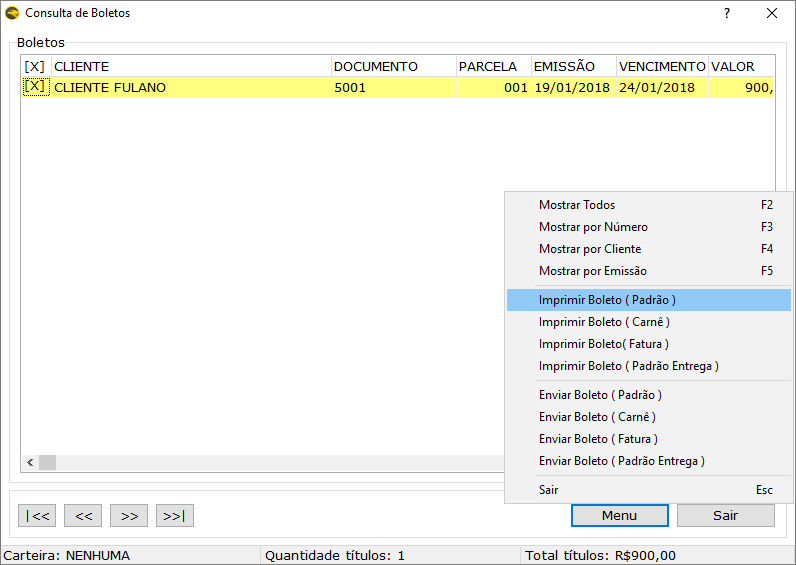 Consulta de Boletos ?
Boletos
[X] CLIENTE DOCUMENTO PARCELA EMISSÃO VENCIMENTO VALOR
[X] CLIENTE FULANO 5001 001 19/01/2018 24/01/2018 900,
Mostrar Todos F2
Mostrar por Número F3
Mostrar por Cliente F4
Mostrar por Emissão F5
Imprimir Boleto ( Padrão )
Imprimir Boleto ( Carnê )
Imprimir Boleto( Fatura )
Imprimir Boleto ( Padrão Entrega )
Enviar Boleto ( Padrão )
Enviar Boleto ( Carnê )
Enviar Boleto ( Fatura )
Enviar Boleto ( Padrão Entrega )
Sair Esc
|<< << >> >>| Menu Sair
Carteira: NENHUMA Quantidade títulos: 1 Total títulos: R$900,00